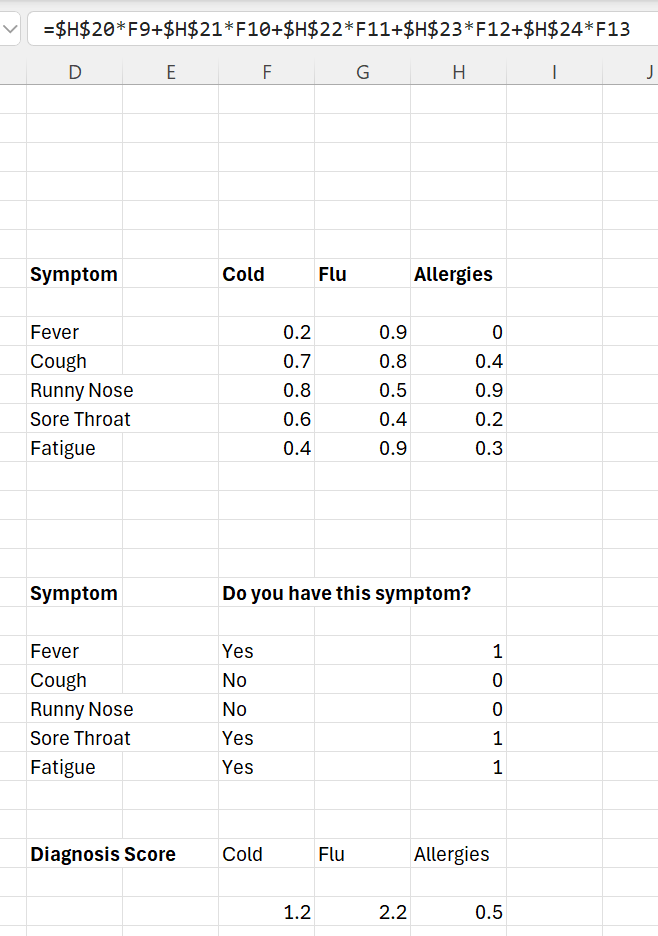 =$H$20*F9+$H$21*F10+$H$22*F11+$H$23*F12+$H$24*F13
D E F G H I J
Symptom Cold Flu Allergies
Fever 0.2 0.9 0
Cough 0.7 0.8 0.4
Runny Nose 0.8 0.5 0.9
Sore Throat 0.6 0.4 0.2
Fatigue 0.4 0.9 0.3
Symptom Do you have this symptom?
Fever Yes 1
Cough No 0
Runny Nose No 0
Sore Throat Yes 1
Fatigue Yes 1
Diagnosis Score Cold Flu Allergies
1.2 2.2 0.5